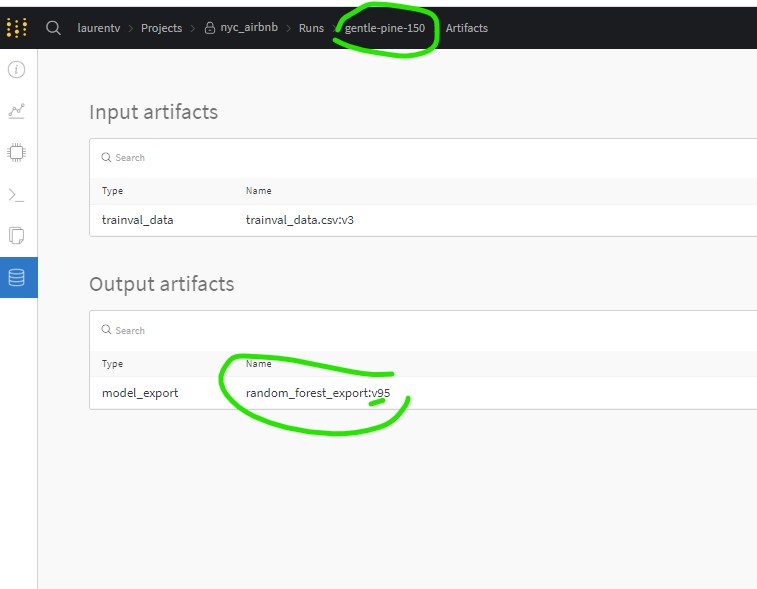 laurentv > Projects > nyc_airbnb > Runs > gentle-pine-150 Artifacts
Input artifacts
Search
Type Name
trainval_data trainval_data.csv:v3
Output artifacts
Search
Type Name
model_export random_forest_export:v95